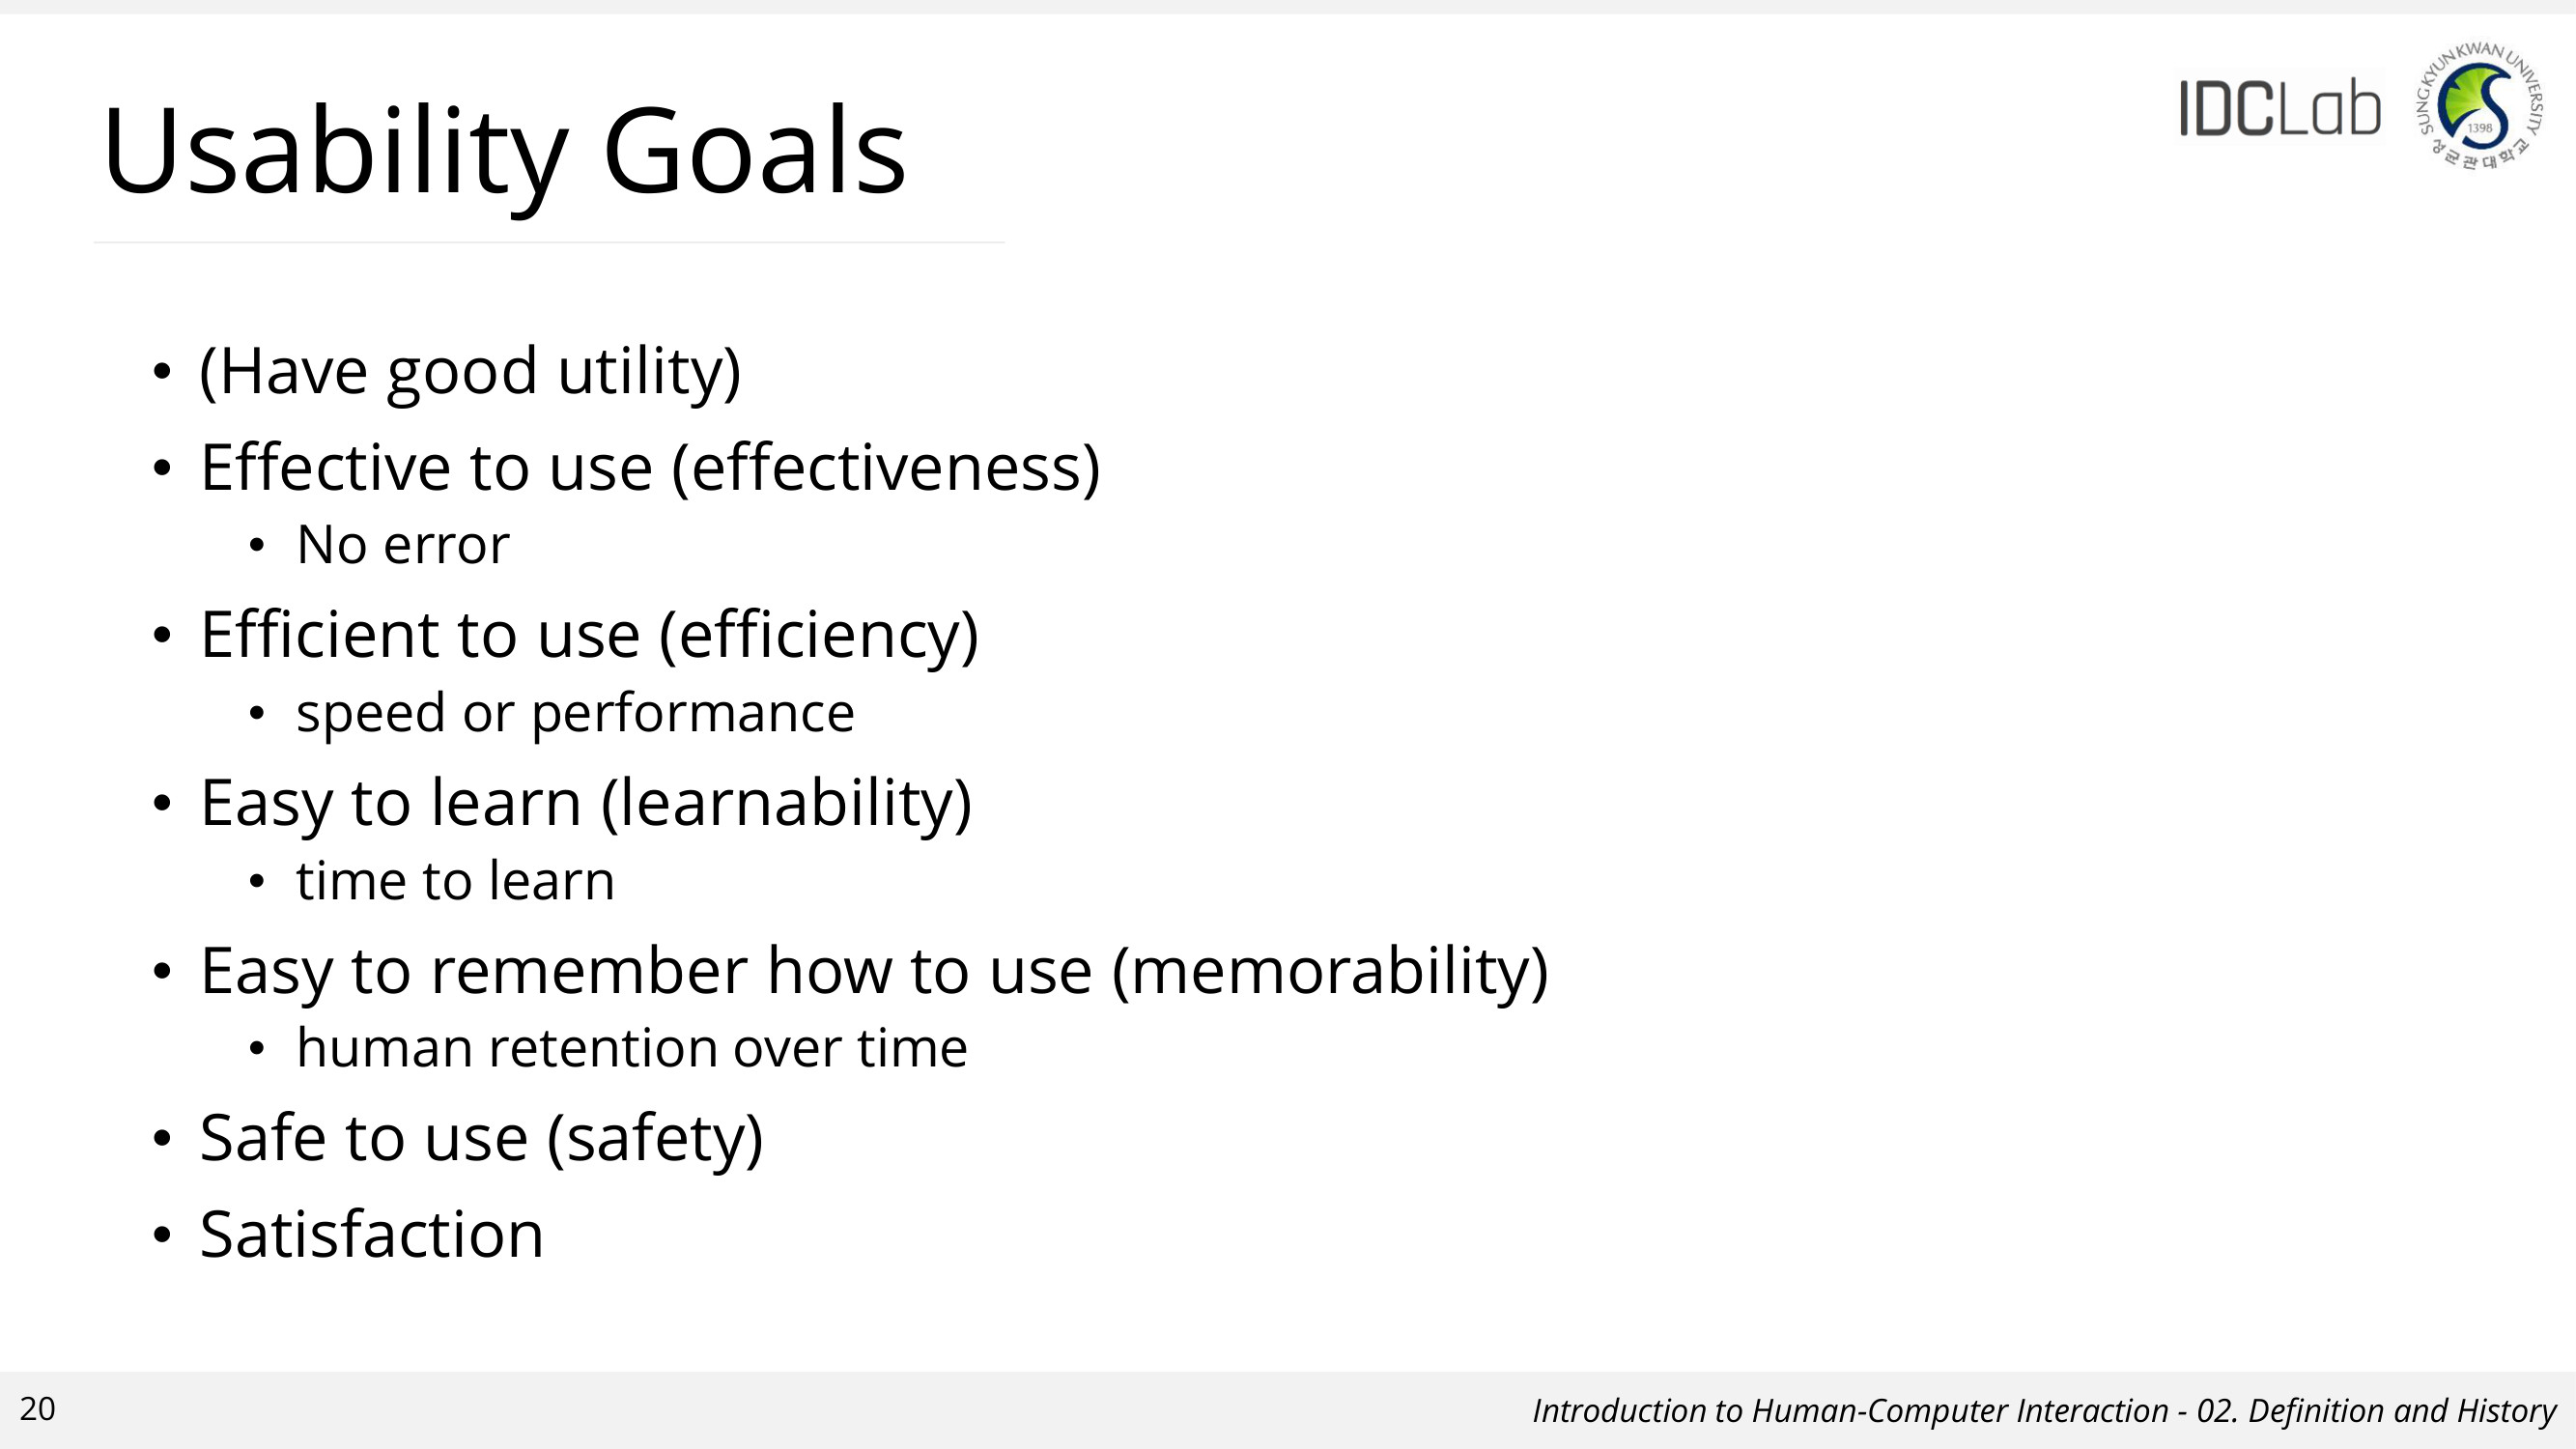 Usability Goals
IDCLab
SUNGKYUNKWAN UNIVERSITY
1398
성균관대학교
• (Have good utility)
• Effective to use (effectiveness)
• No error
• Efficient to use (efficiency)
• speed or performance
• Easy to learn (learnability)
• time to learn
• Easy to remember how to use (memorability)
• human retention over time
• Safe to use (safety)
• Satisfaction
20
Introduction to Human-Computer Interaction - 02. Definition and History